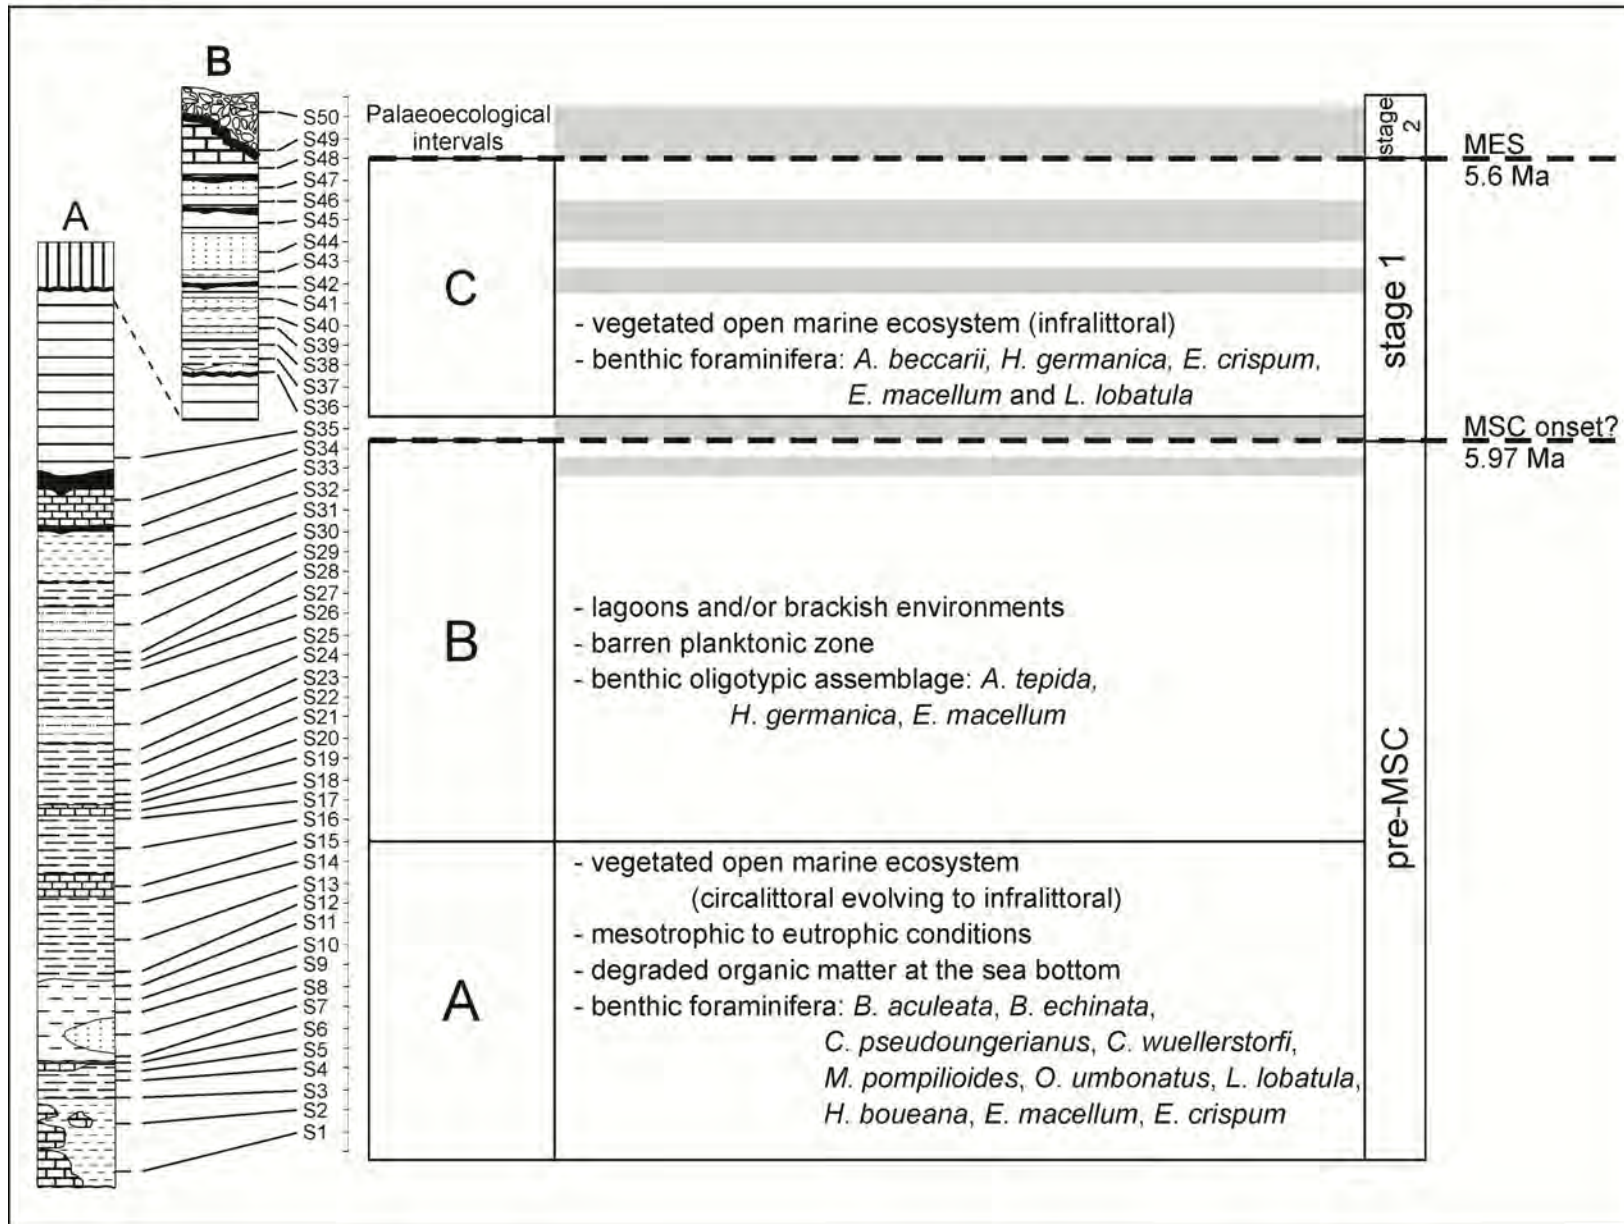 B
A
S50
S49
S48
S47
S46
S45
S44
S43
S42
S41
S40
S39
S38
S37
S36
S35
S34
S33
S32
S31
S30
S29
S28
S27
S26
S25
S24
S23
S22
S21
S20
S19
S18
S17
S16
S15
S14
S13
S12
S11
S10
S9
S8
S7
S6
S5
S4
S3
S2
S1
Palaeoecological
intervals
C
- vegetated open marine ecosystem (infralittoral)
- benthic foraminifera: A. beccarii, H. germanica, E. crispum,
E. macellum and L. lobatula
B
- lagoons and/or brackish environments
- barren planktonic zone
- benthic oligotypic assemblage: A. tepida,
H. germanica, E. macellum
A
- vegetated open marine ecosystem
(circalittoral evolving to infralittoral)
- mesotrophic to eutrophic conditions
- degraded organic matter at the sea bottom
- benthic foraminifera: B. aculeata, B. echinata,
C. pseudoungerianus, C. wuellerstorfi,
M. pompilioides, O. umbonatus, L. lobatula,
H. boueana, E. macellum, E. crispum
stage
2
stage 1
pre-MSC
MES
5.6 Ma
MSC onset?
5.97 Ma